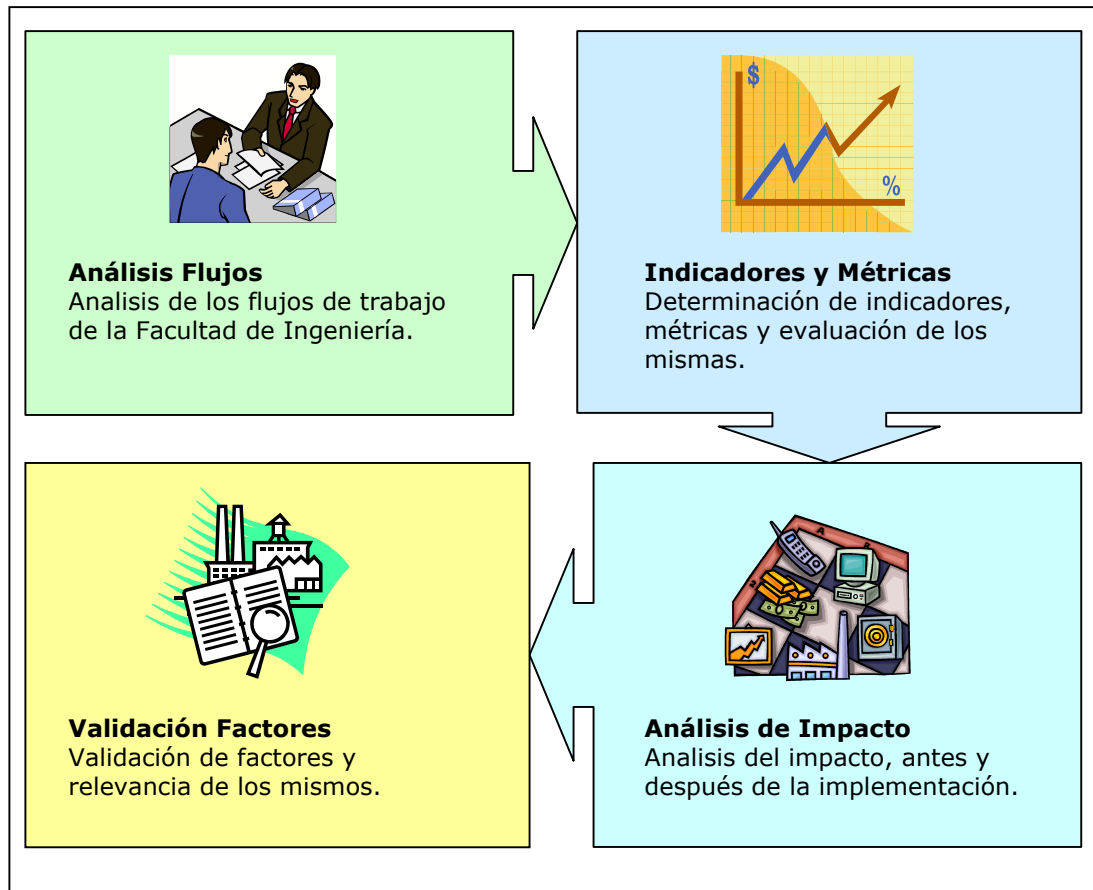 Análisis Flujos
Analisis de los flujos de trabajo
de la Facultad de Ingeniería.
$
%
Indicadores y Métricas
Determinación de indicadores,
métricas y evaluación de los
mismas.
Validación Factores
Validación de factores y
relevancia de los mismos.
Análisis de Impacto
Analisis del impacto, antes y
después de la implementación.